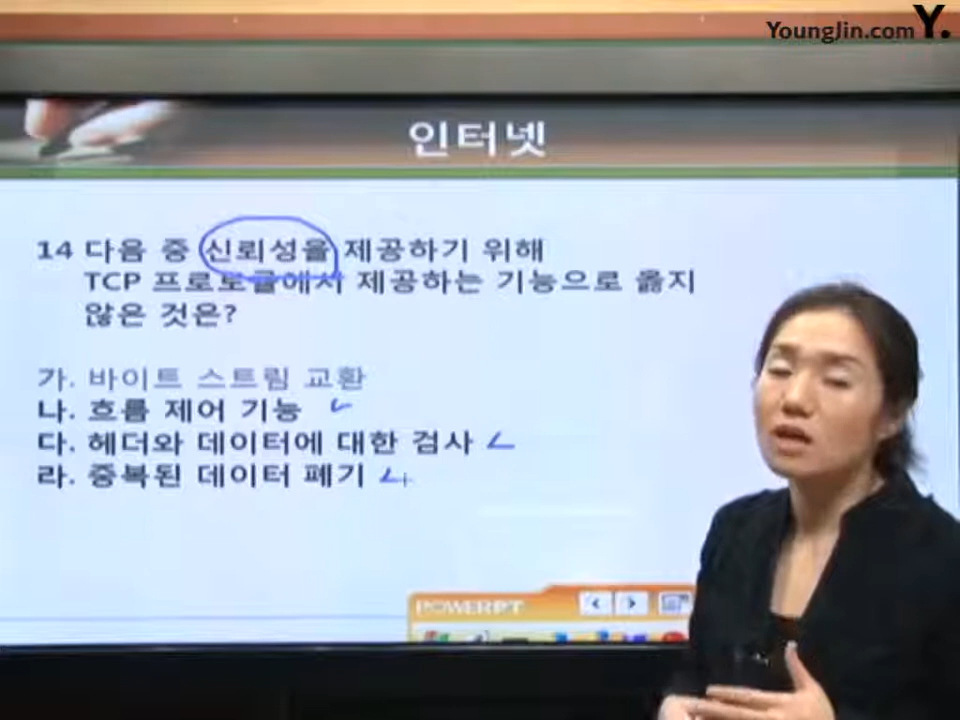 YoungJin.com Y.
인터넷
14 다음 중 신뢰성을 제공하기 위해
TCP 프로토콜에서 제공하는 기능으로 옳지
않은 것은?
가. 바이트 스트림 교환
나. 흐름 제어 기능
다. 헤더와 데이터에 대한 검사
라. 중복된 데이터 폐기
POWERPT